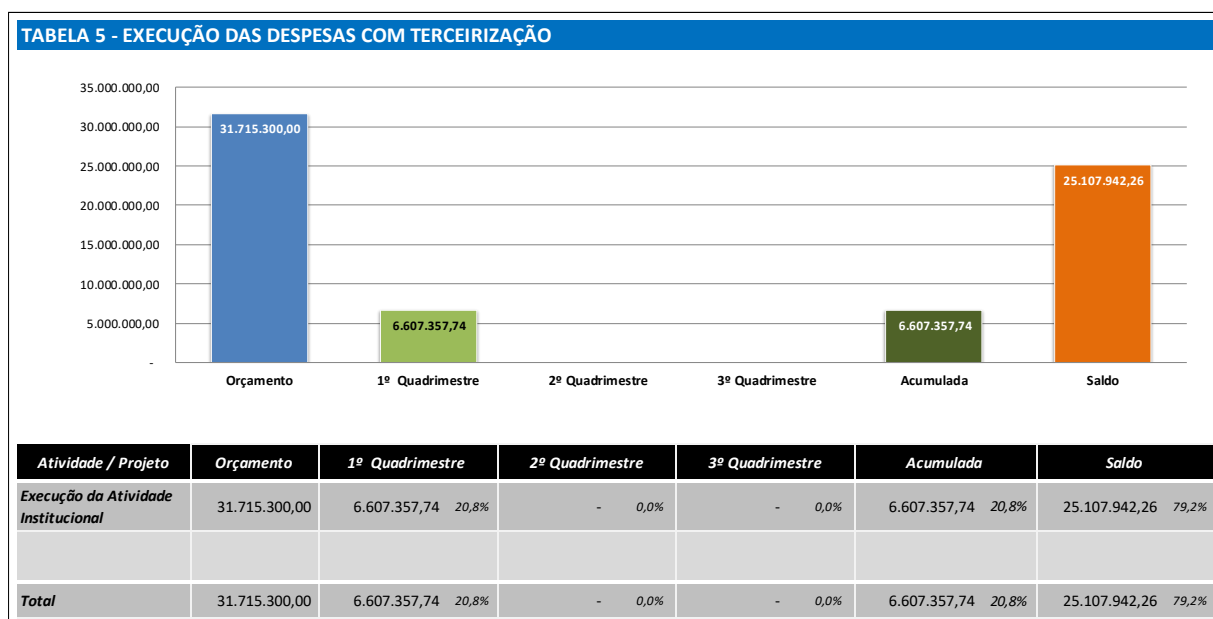 TABELA 5 - EXECUÇÃO DAS DESPESAS COM TERCEIRIZAÇÃO
35.000.000,00
30.000.000,00
25.000.000,00
20.000.000,00
15.000.000,00
10.000.000,00
5.000.000,00
-
31.715.300,00
6.607.357,74
6.607.357,74
25.107.942,26
Orçamento 1º Quadrimestre 2º Quadrimestre 3º Quadrimestre Acumulada Saldo
Atividade / Projeto Orçamento 1º Quadrimestre 2º Quadrimestre 3º Quadrimestre Acumulada Saldo
Execução da Atividade
Institucional 31.715.300,00 6.607.357,74 20,8% - 0,0% - 0,0% 6.607.357,74 20,8% 25.107.942,26 79,2%
Total 31.715.300,00 6.607.357,74 20,8% - 0,0% - 0,0% 6.607.357,74 20,8% 25.107.942,26 79,2%